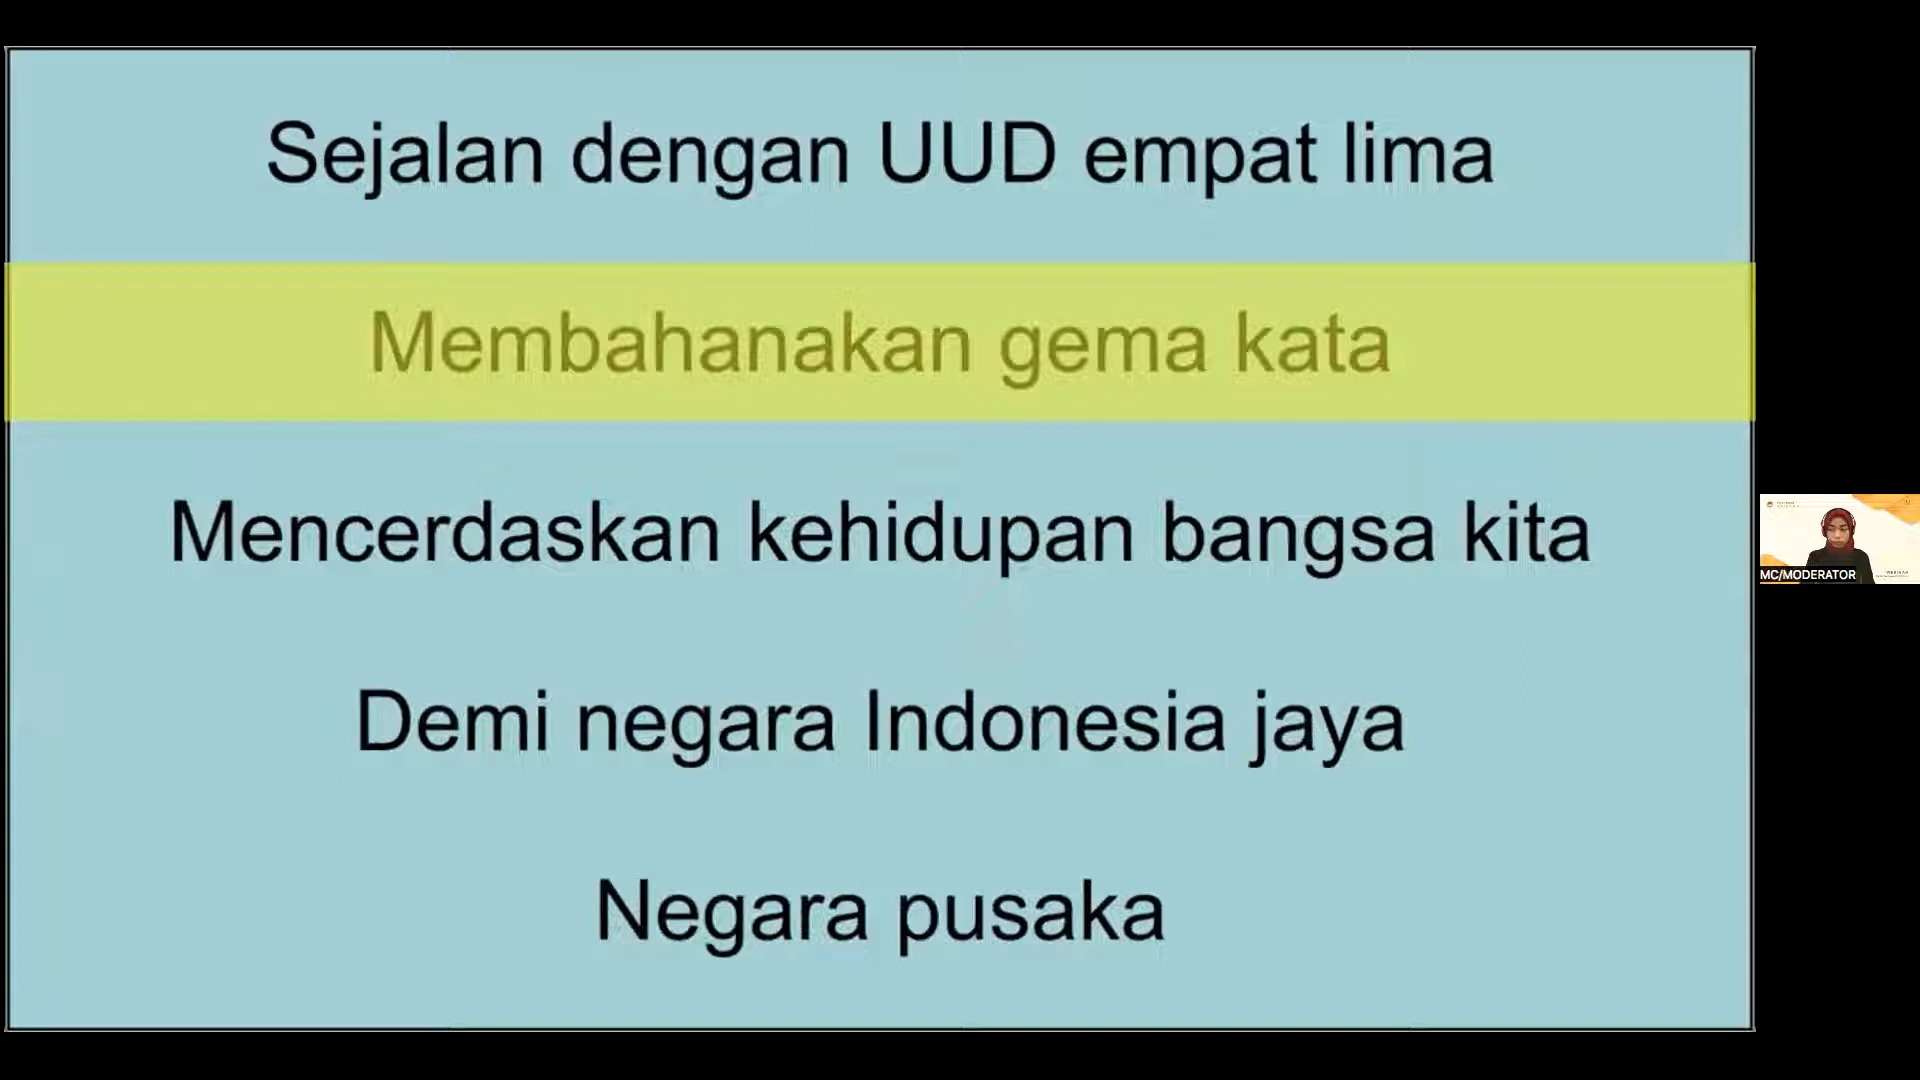 Sejalan dengan UUD empat lima
Membahanakan gema kata
Mencerdaskan kehidupan bangsa kita
Demi negara Indonesia jaya
Negara pusaka
MC/MODERATOR
WEBINAR